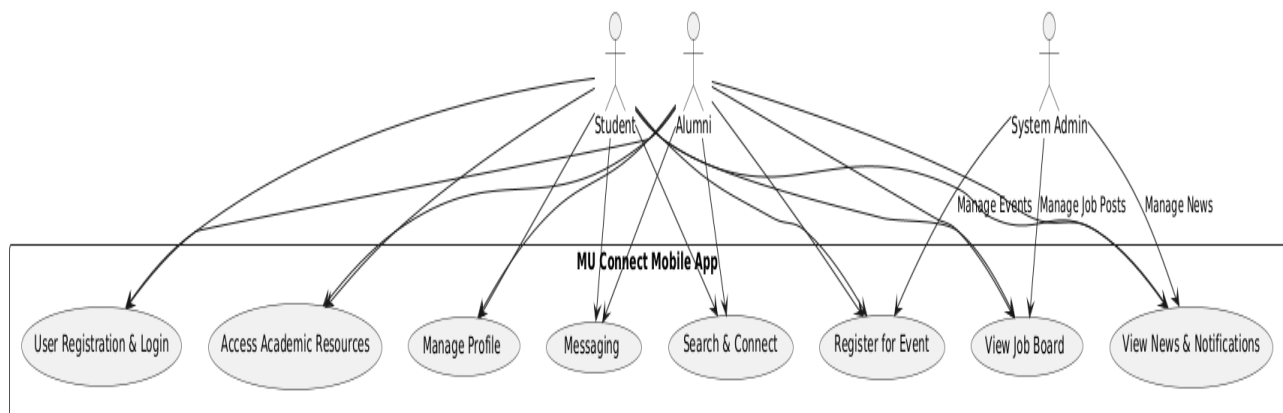 Student
Alumni
System Admin
Manage Events
Manage Job Posts
Manage News
MU Connect Mobile App
User Registration & Login
Access Academic Resources
Manage Profile
Messaging
Search & Connect
Register for Event
View Job Board
View News & Notifications